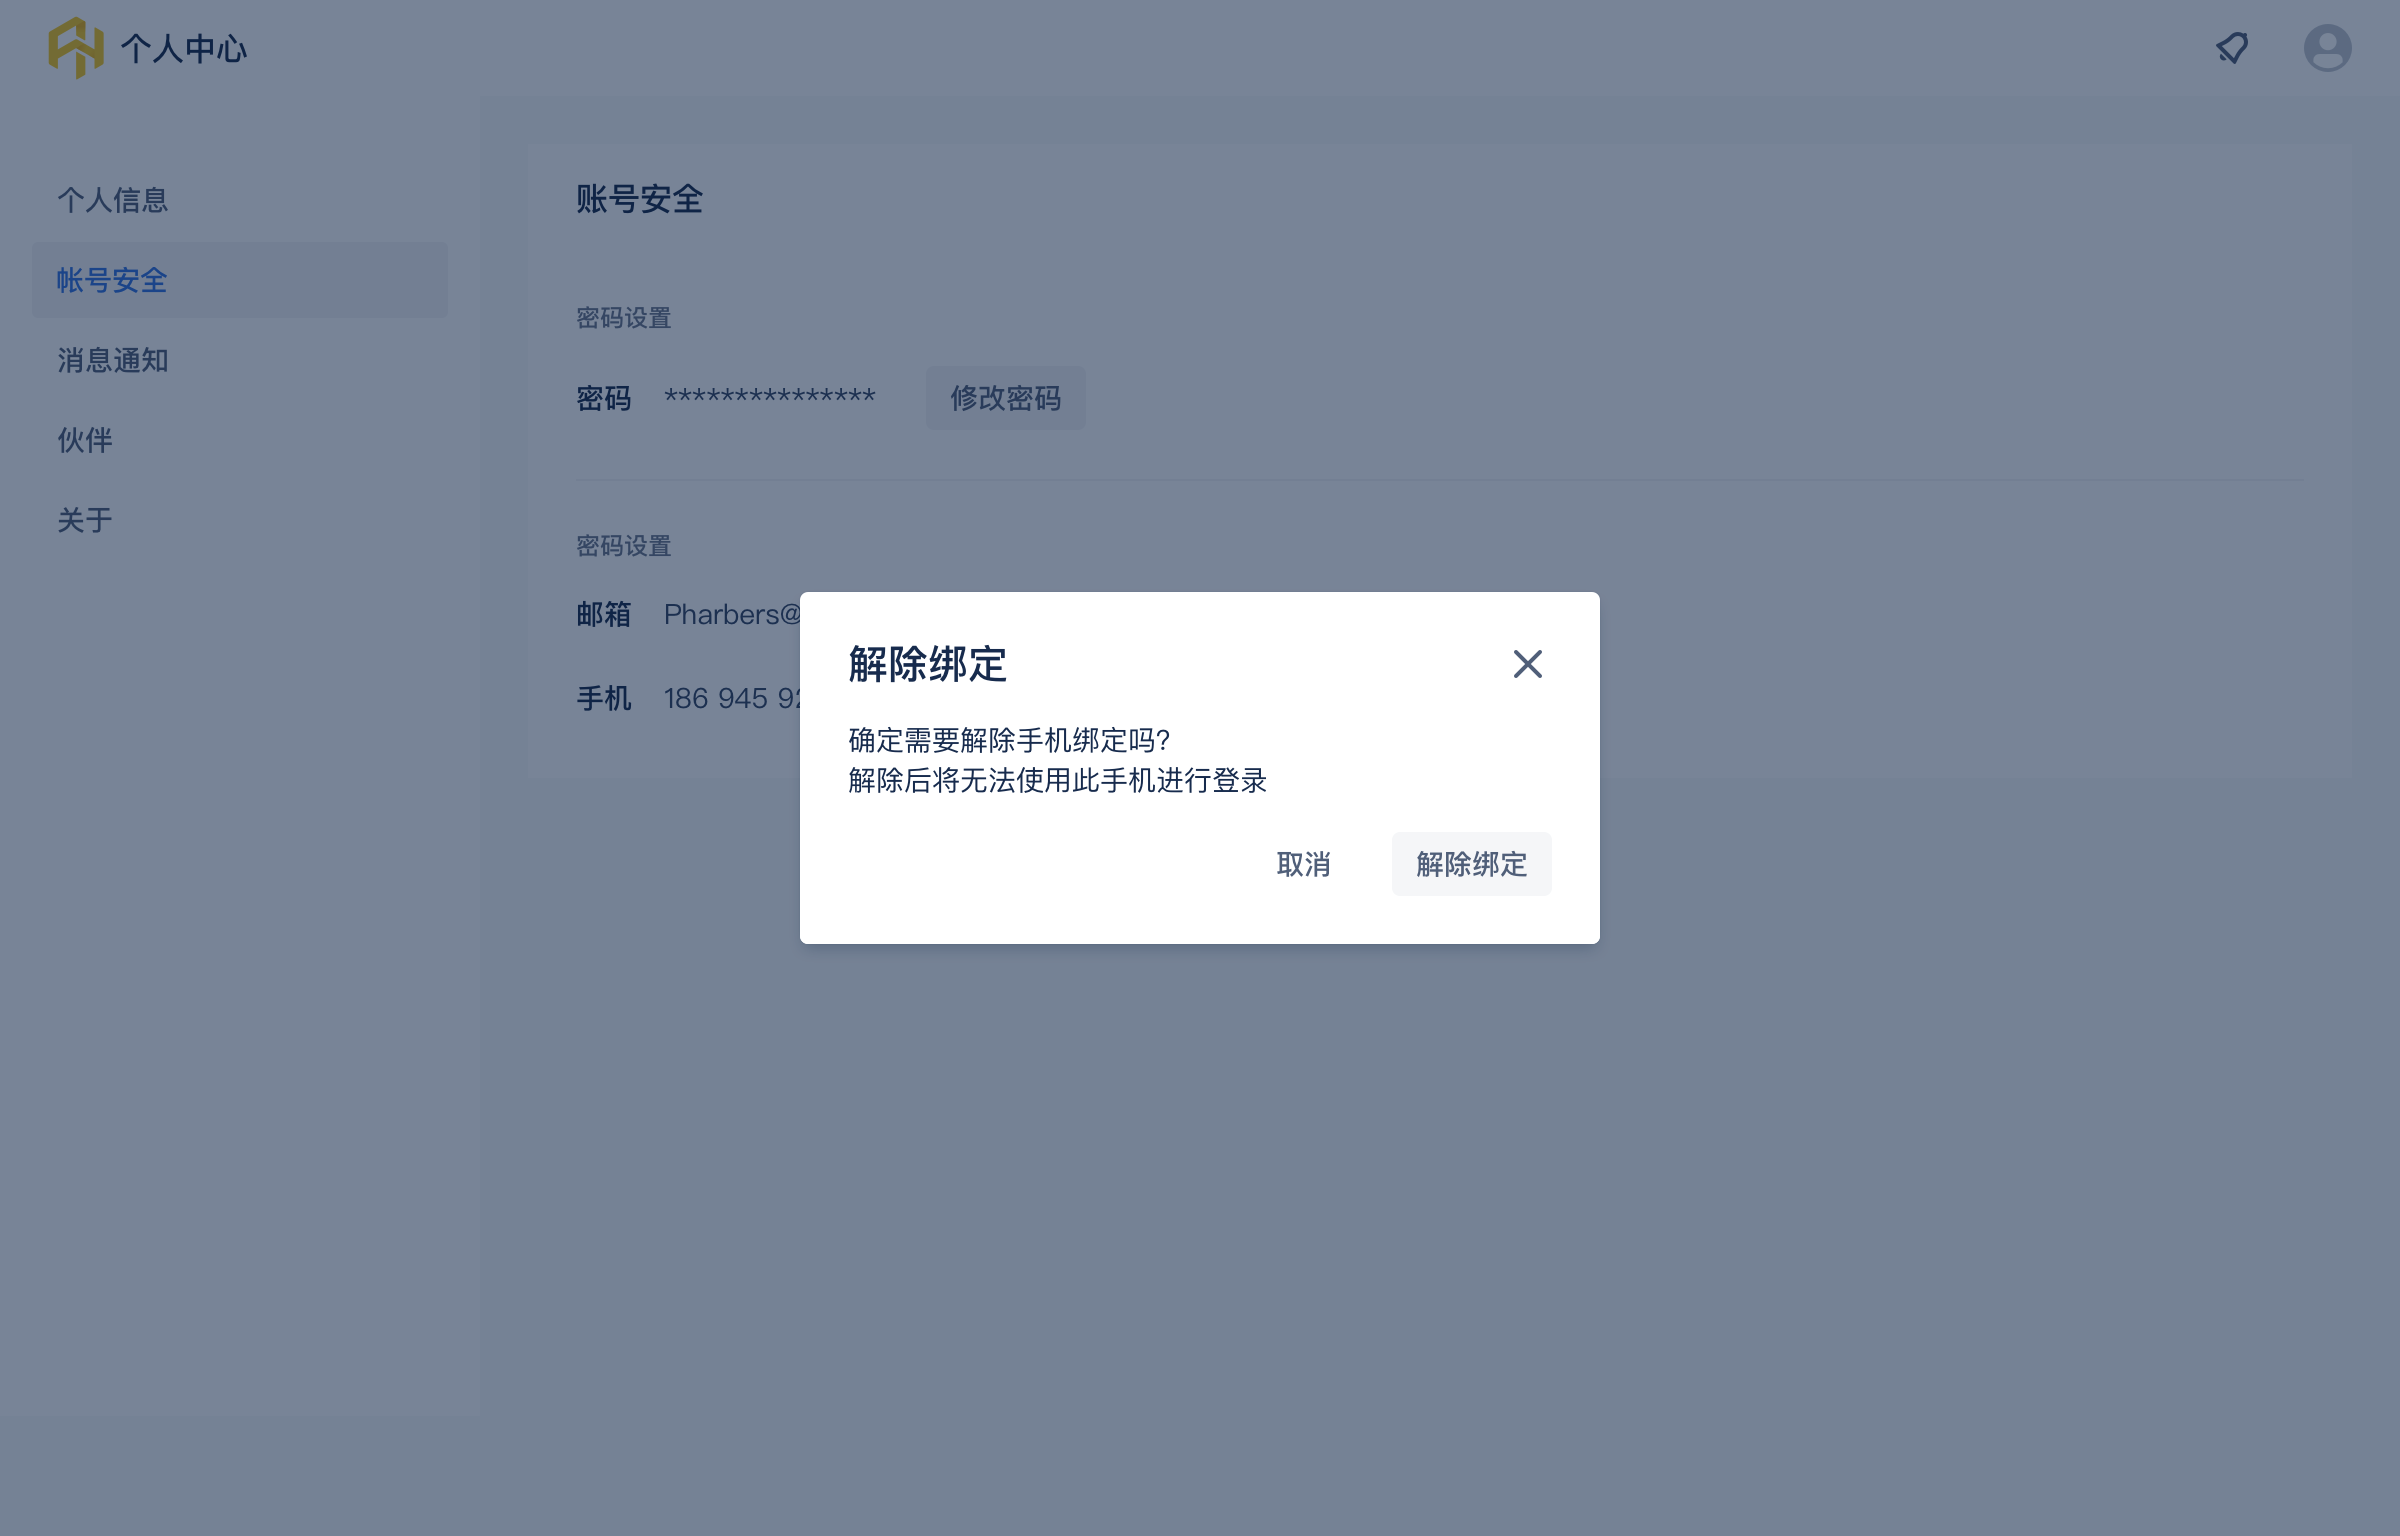 个人中心
个人信息
帐号安全
消息通知
伙伴
关于
账号安全
密码设置
密码 *************** 修改密码
密码设置
邮箱 Pharbers@
手机 186 945 92
解除绑定
确定需要解除手机绑定吗?
解除后将无法使用此手机进行登录
取消 解除绑定